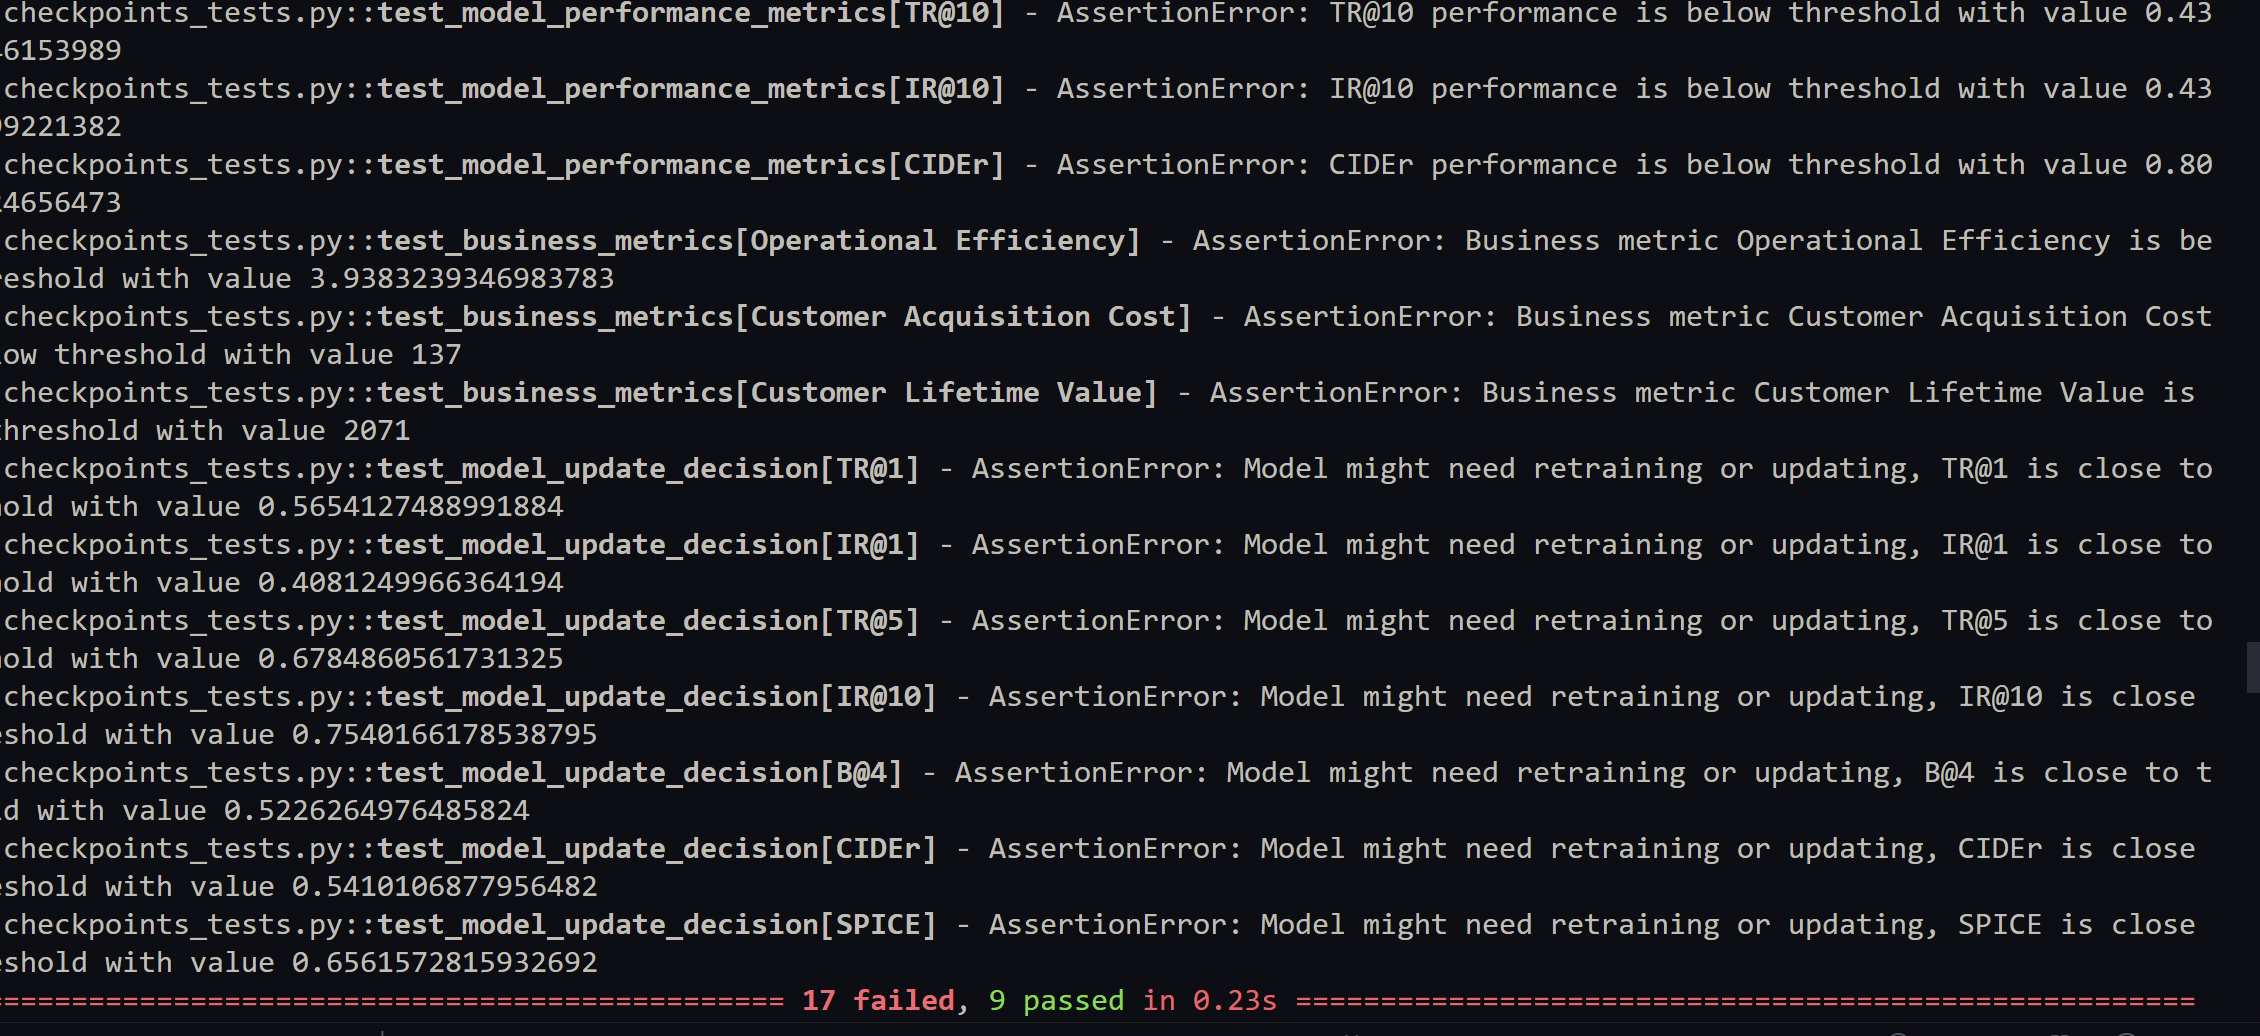 checkpoints_tests.py::test_model_performance_metrics[TR@10] - AssertionError: TR@10 performance is below threshold with value 0.43
6153989
checkpoints_tests.py::test_model_performance_metrics[IR@10] - AssertionError: IR@10 performance is below threshold with value 0.43
9221382
checkpoints_tests.py::test_model_performance_metrics[CIDEr] - AssertionError: CIDEr performance is below threshold with value 0.80
4656473
checkpoints_tests.py::test_business_metrics[Operational Efficiency] - AssertionError: Business metric Operational Efficiency is be
eshold with value 3.9383239346983783
checkpoints_tests.py::test_business_metrics[Customer Acquisition Cost] - AssertionError: Business metric Customer Acquisition Cost
ow threshold with value 137
checkpoints_tests.py::test_business_metrics[Customer Lifetime Value] - AssertionError: Business metric Customer Lifetime Value is
threshold with value 2071
checkpoints_tests.py::test_model_update_decision[TR@1] - AssertionError: Model might need retraining or updating, TR@1 is close to
old with value 0.5654127488991884
checkpoints_tests.py::test_model_update_decision[IR@1] - AssertionError: Model might need retraining or updating, IR@1 is close to
old with value 0.4081249966364194
checkpoints_tests.py::test_model_update_decision[TR@5] - AssertionError: Model might need retraining or updating, TR@5 is close to
old with value 0.6784860561731325
checkpoints_tests.py::test_model_update_decision[IR@10] - AssertionError: Model might need retraining or updating, IR@10 is close
eshold with value 0.7540166178538795
checkpoints_tests.py::test_model_update_decision[B@4] - AssertionError: Model might need retraining or updating, B@4 is close to t
d with value 0.5226264976485824
checkpoints_tests.py::test_model_update_decision[CIDEr] - AssertionError: Model might need retraining or updating, CIDEr is close
eshold with value 0.5410106877956482
checkpoints_tests.py::test_model_update_decision[SPICE] - AssertionError: Model might need retraining or updating, SPICE is close
eshold with value 0.6561572815932692
============================================== 17 failed, 9 passed in 0.23s =====================================================